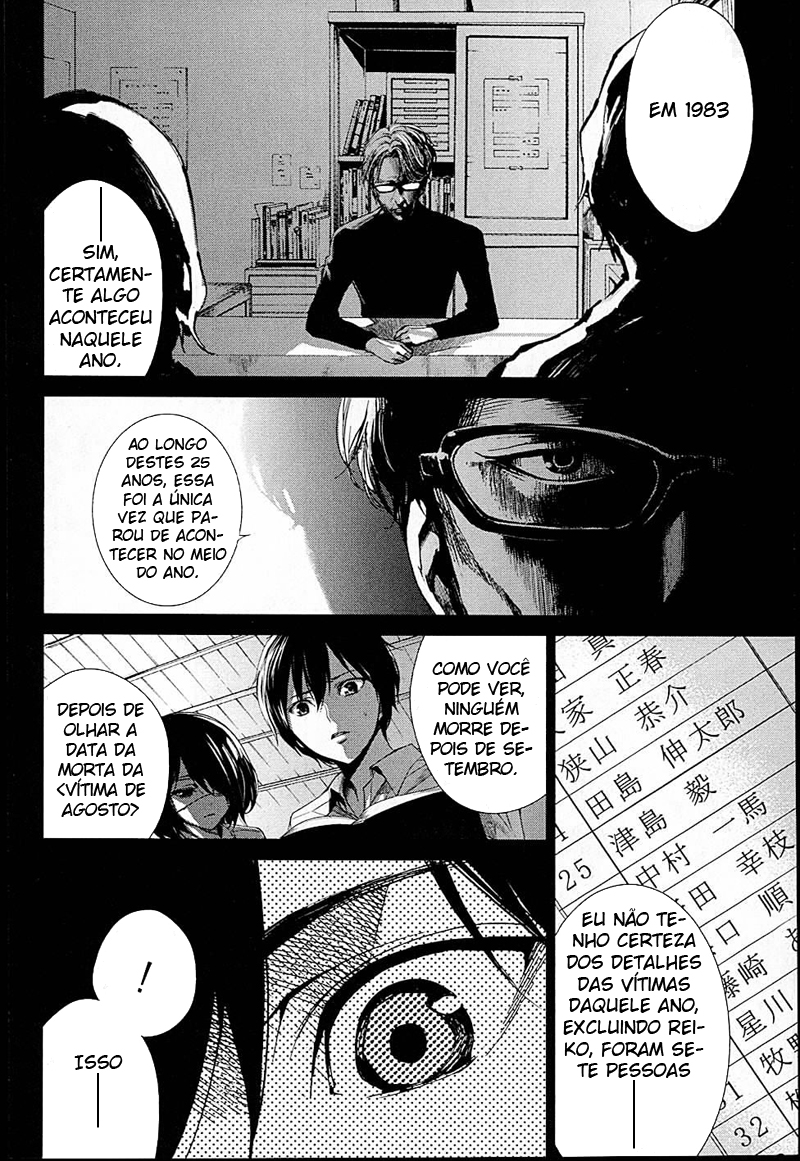 EM 1983
SIM,
CERTAMEN-
TE ALGO
ACONTECEU
NAQUELE
ANO.
AO LONGO
DESTES 25
ANOS, ESSA
FOI A ÚNICA
VEZ QUE PA-
ROU DE ACON-
TECER NO MEIO
DO ANO.
COMO VOCÊ
PODE VER,
NINGUÉM
MORRE DE-
POIS DE SE-
TEMBRO.
DEPOIS DE
OLHAR A
DATA DA
MORTA DA
<VÍTIMA DE
AGOSTO>
真
家 正春
狭山 恭介
田島 伸太郎
25 津島 毅
中村 一馬
田 幸枝
口 順
藤崎
星川
牧野
32
EU NÃO TE-
NHO CERTEZA
DOS DETALHES
DAS VÍTIMAS
DAQUELE ANO,
EXCLUINDO REI-
KO, FORAM SE-
TE PESSOAS
!
ISSO